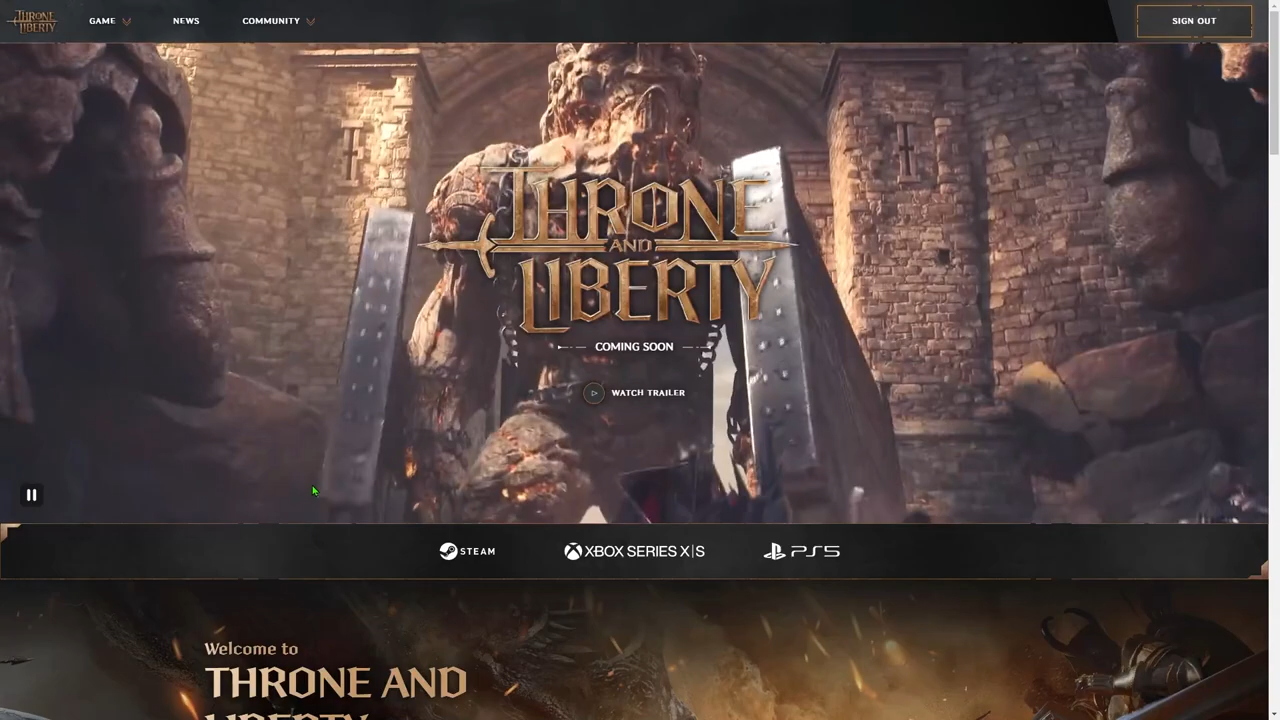 THRONE AND LIBERTY
GAME
NEWS
COMMUNITY
SIGN OUT
THRONE
AND
LIBERTY
COMING SOON
WATCH TRAILER
STEAM
XBOX SERIES X|S
PS5
Welcome to
THRONE AND
LIBERTY